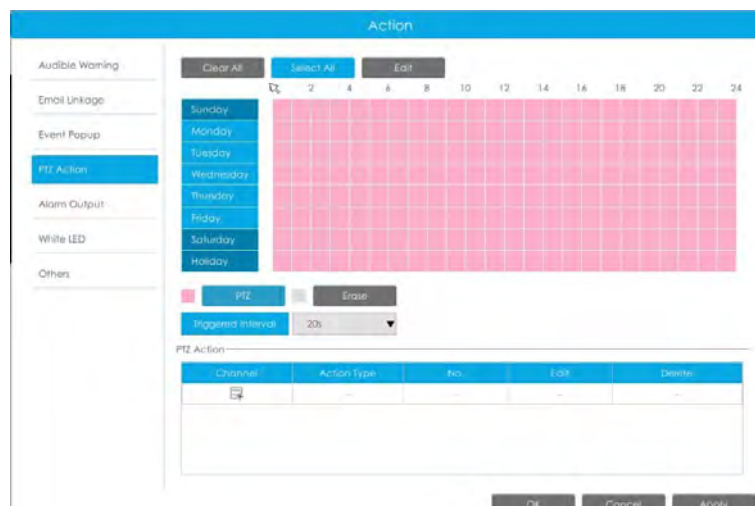 Action
Audible Warning
Email Linkage
Event Popup
PTZ Action
Alarm Output
White LED
Others
Clear All Select All Edit
2 4 6 8 10 12 14 16 18 20 22 24
Sunday
Monday
Tuesday
Wednesday
Thursday
Friday
Saturday
Holiday
PTZ Erase
Triggered Interval 20s
PTZ Action
Channel Action Type No. Edit Delete
-- -- -- --
OK Cancel Apply